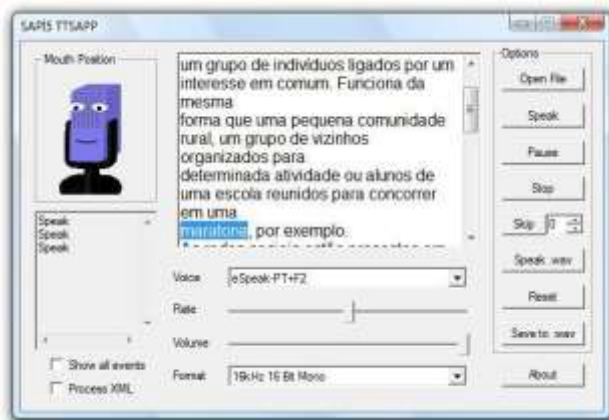 SAPI5 TTSAPP
Mouth Position
um grupo de indivíduos ligados por um
interesse em comum. Funciona da
mesma
forma que uma pequena comunidade
rural, um grupo de vizinhos
organizados para
determinada atividade ou alunos de
uma escola reunidos para concorrer
em uma
maratona, por exemplo.
Speak
Speak
Speak
Show all events
Process XML
Voice
eSpeak-PT+F2
Rate
Volume
Format
16kHz 16 Bit Mono
Options
Open File
Speak
Pause
Stop
Skip 0
Speak .wav
Reset
Save to .wav
About